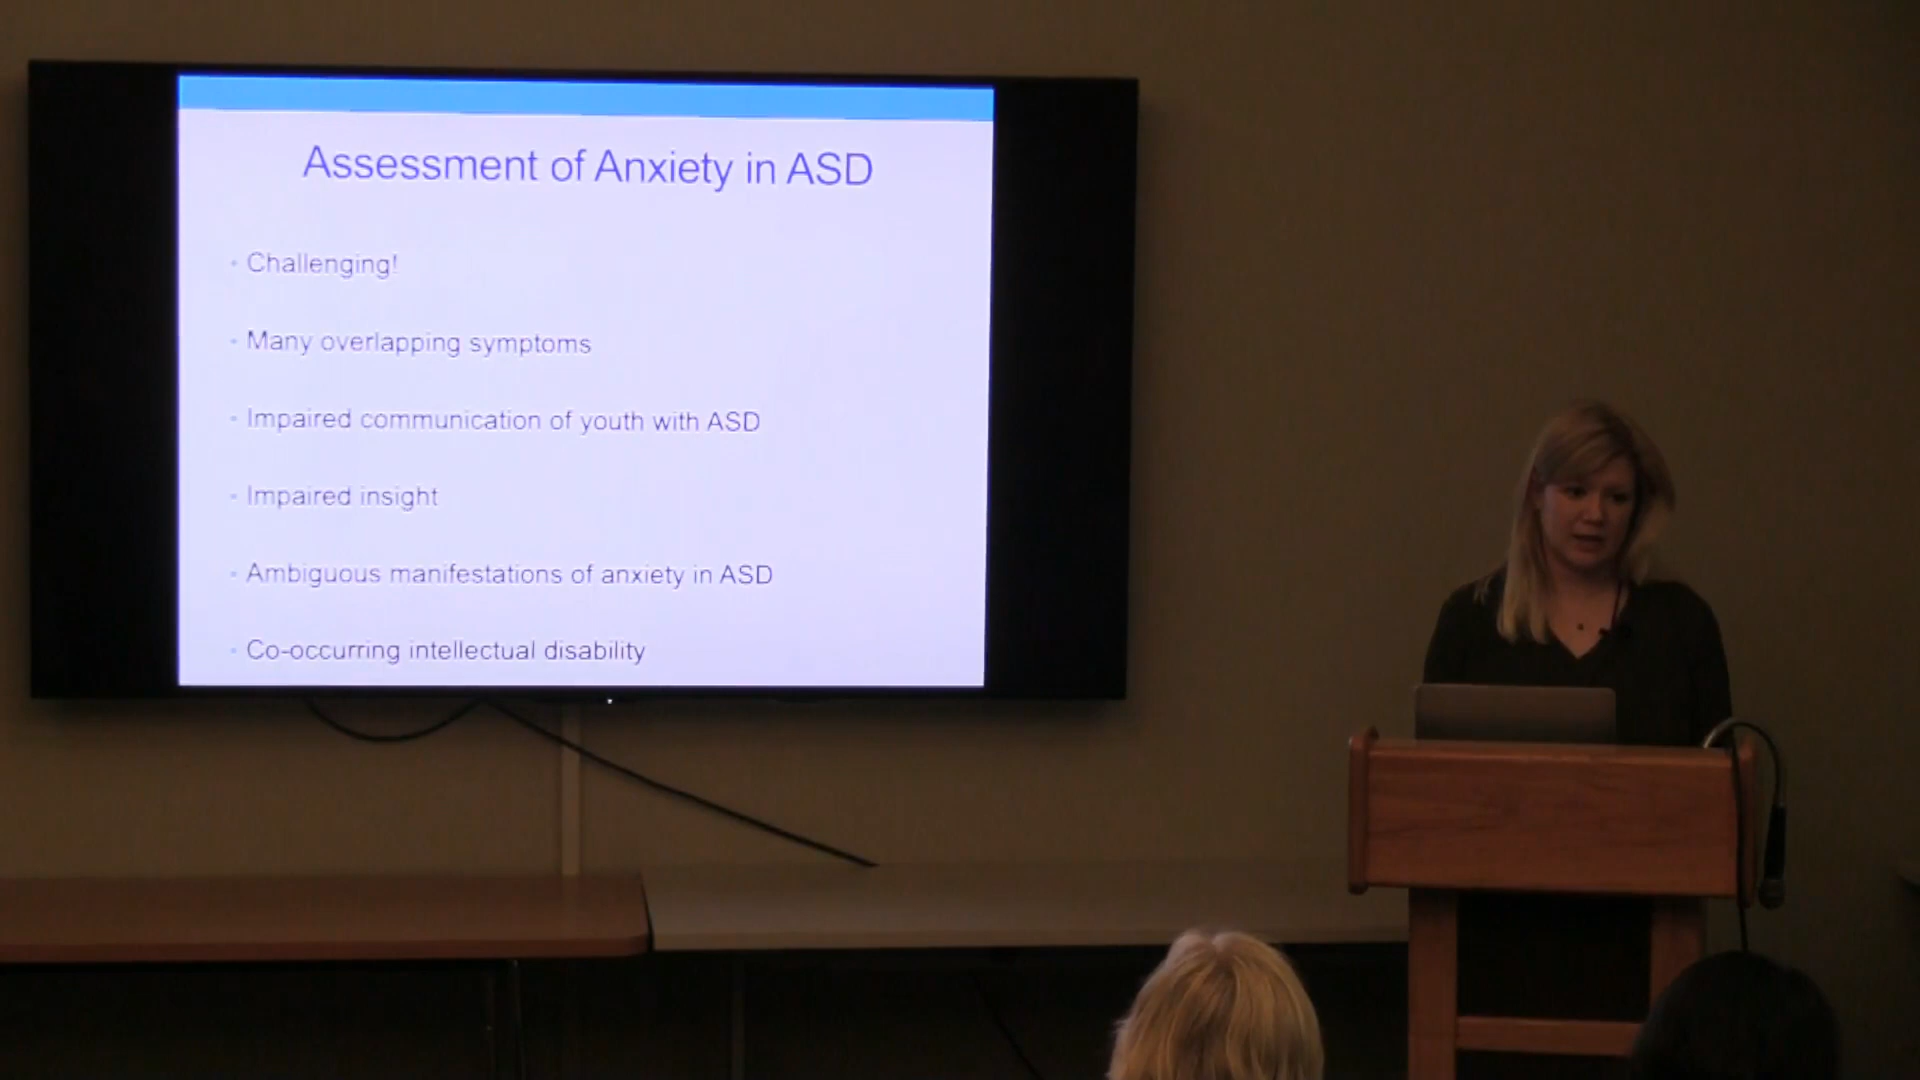 Assessment of Anxiety in ASD
Challenging!
Many overlapping symptoms
Impaired communication of youth with ASD
Impaired insight
Ambiguous manifestations of anxiety in ASD
Co-occurring intellectual disability